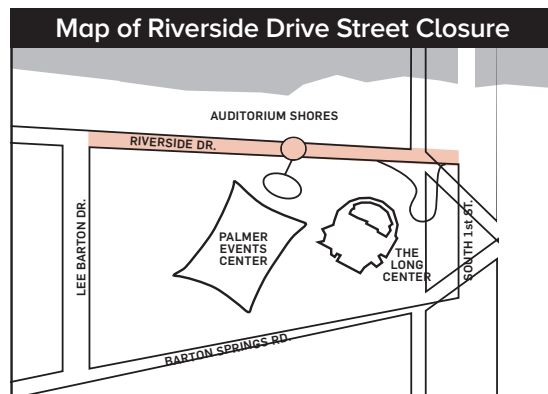 Map of Riverside Drive Street Closure
AUDITORIUM SHORES
RIVERSIDE DR.
LEE BARTON DR.
PALMER
EVENTS
CENTER
THE
LONG
CENTER
SOUTH 1st ST.
BARTON SPRINGS RD.